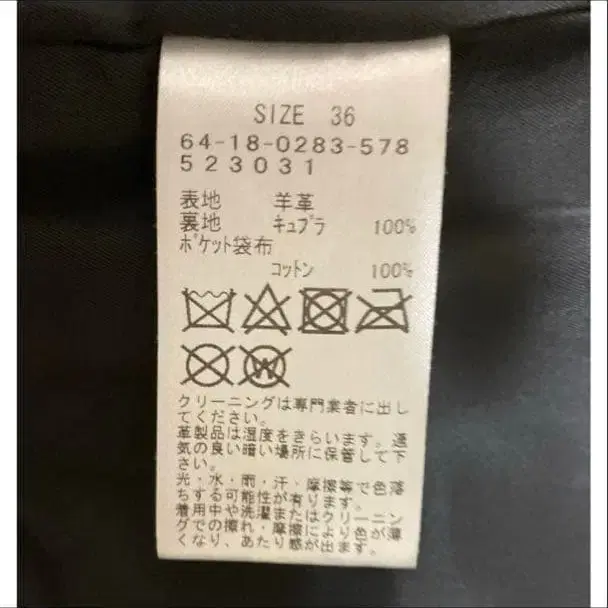 SIZE 36
64-18-0283-578
523031
表地 羊革
裏地 ｷｭﾌﾟﾗ 100%
ﾎﾟｹｯﾄ袋布
ｺｯﾄﾝ 100%
W
クリーニングは専門業者に出し
てください。
革製品は湿度をきらいます。通
気の良い暗い場所に保管して下
さい。
光・水・雨・汗・摩擦等で色落
ちする可能性が有ります。
着用中や洗濯またはクリーニン
グでの擦れ・摩擦により色が薄
くなり、あたり感が出ます。